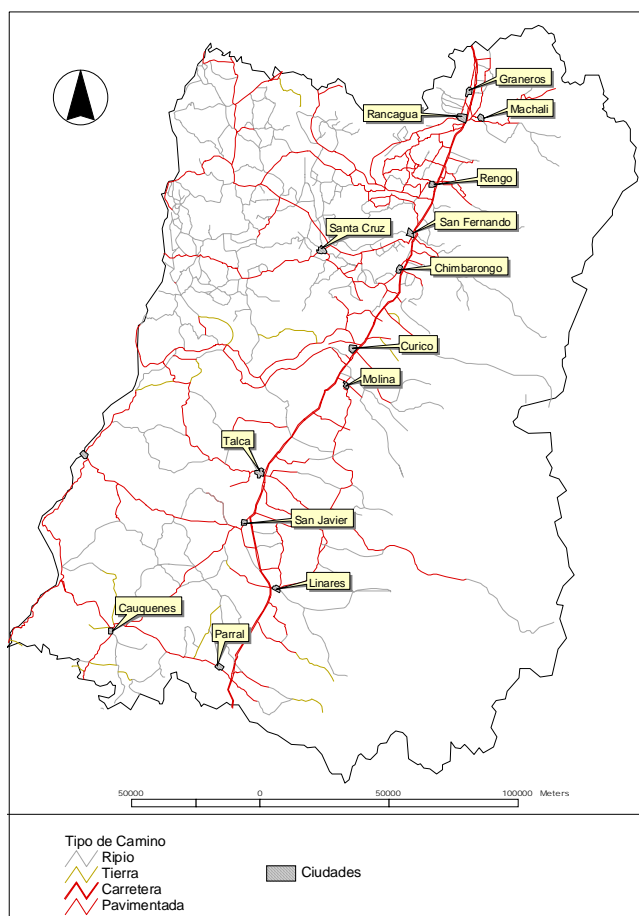 Graneros
Rancagua
Machali
Rengo
San Fernando
Santa Cruz
Chimbarongo
Curico
Molina
Talca
San Javier
Linares
Cauquenes
Parral
50000 0 50000 100000 Meters
Tipo de Camino
Ripio
Tierra
Carretera
Pavimentada
Ciudades